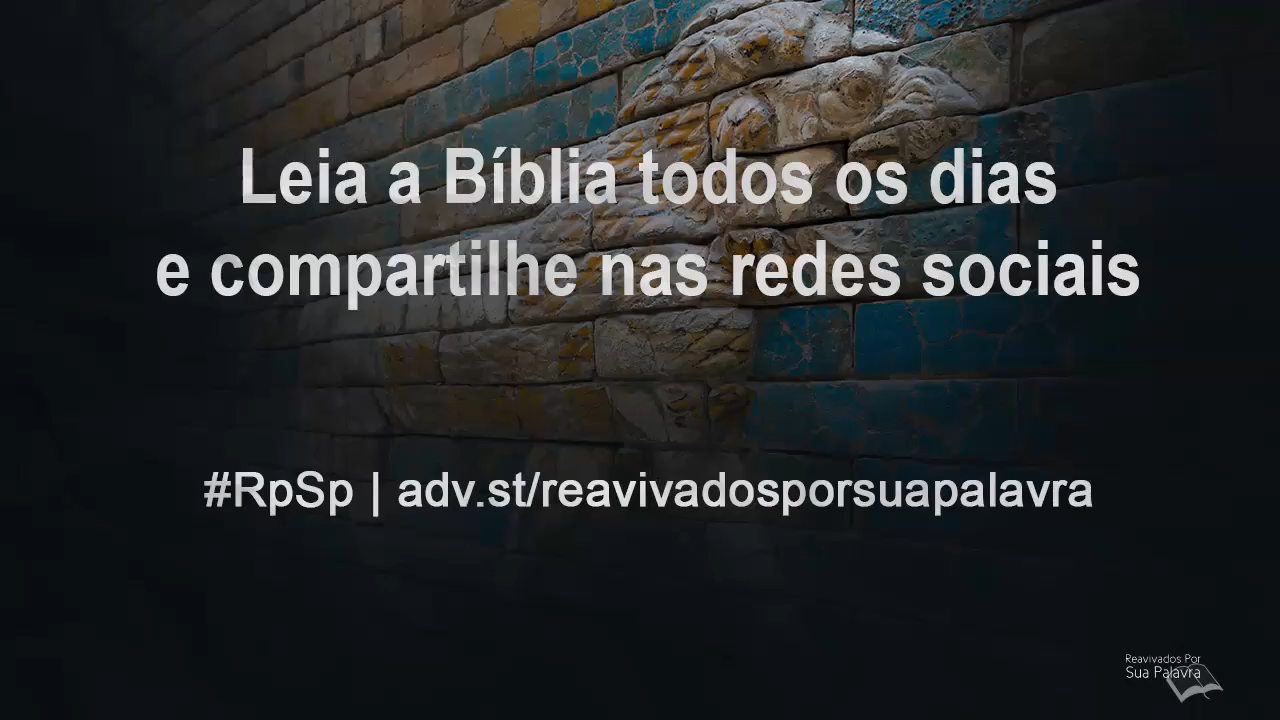 Leia a Bíblia todos os dias
e compartilhe nas redes sociais
#RpSp | adv.st/reavivadosporsuapalavra
Reavivados Por
Sua Palavra